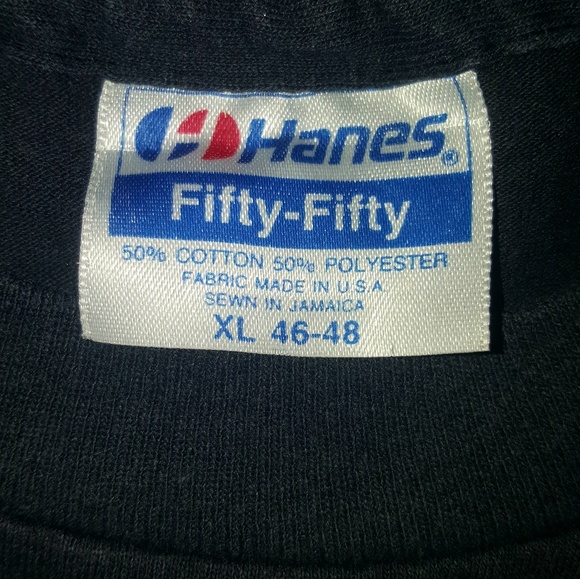 Hanes®
Fifty-Fifty
50% COTTON 50% POLYESTER
FABRIC MADE IN U S A
SEWN IN JAMAICA
XL 46-48